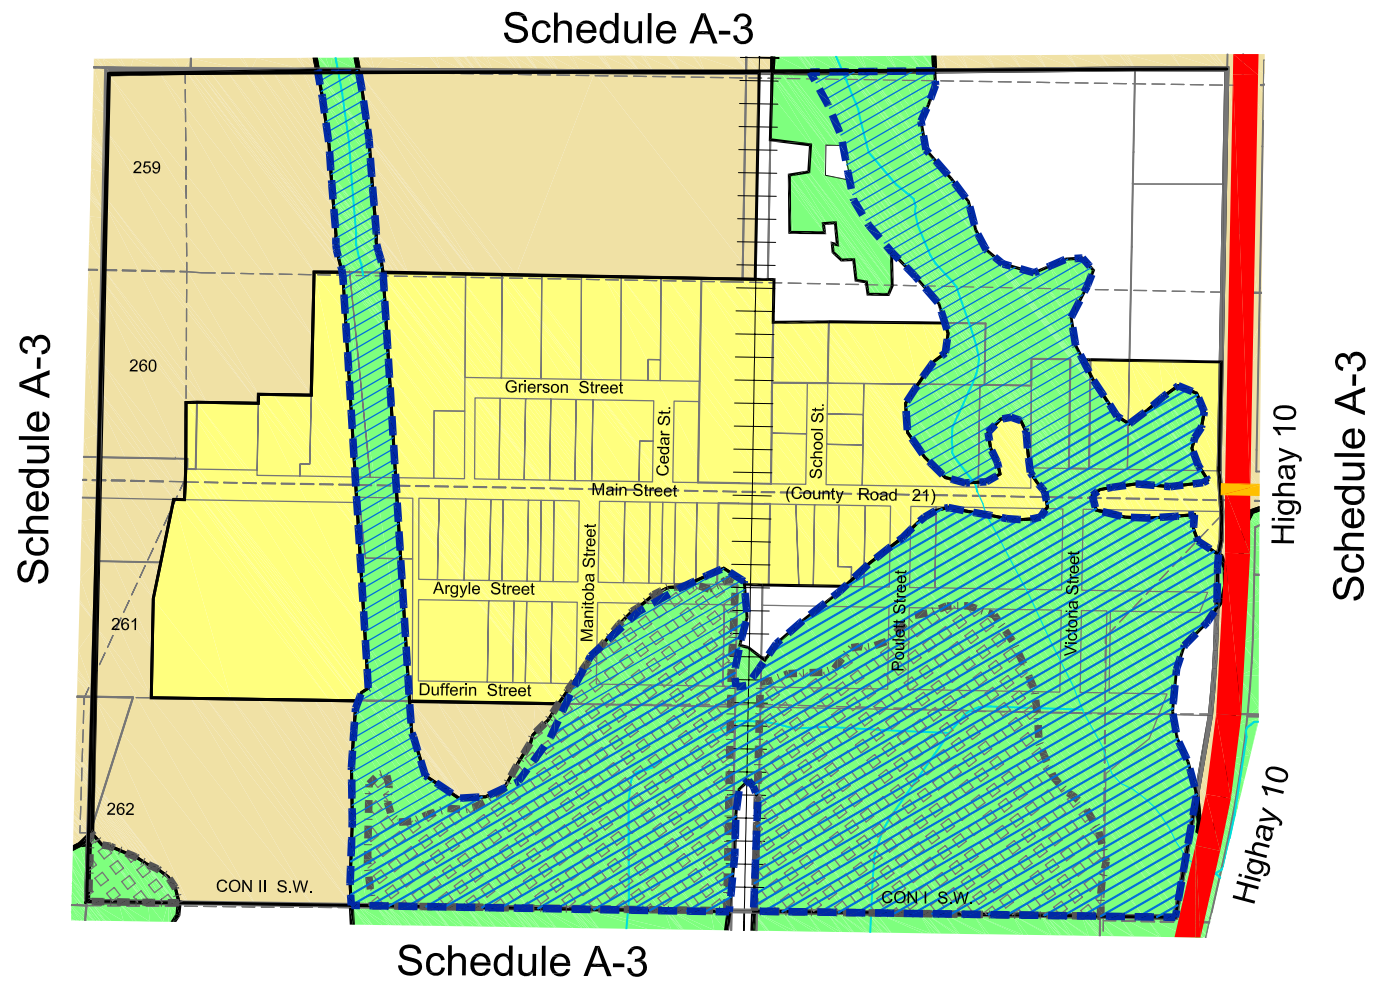 Schedule A-3
259
260
Schedule A-3
Schedule A-3
Grierson Street
Cedar St.
School St.
Highay 10
Main Street
(County Road 21)
Manitoba Street
Argyle Street
Poulett Street
Victoria Street
261
Dufferin Street
262
Highay 10
CON II S.W.
CON I S.W.
Schedule A-3